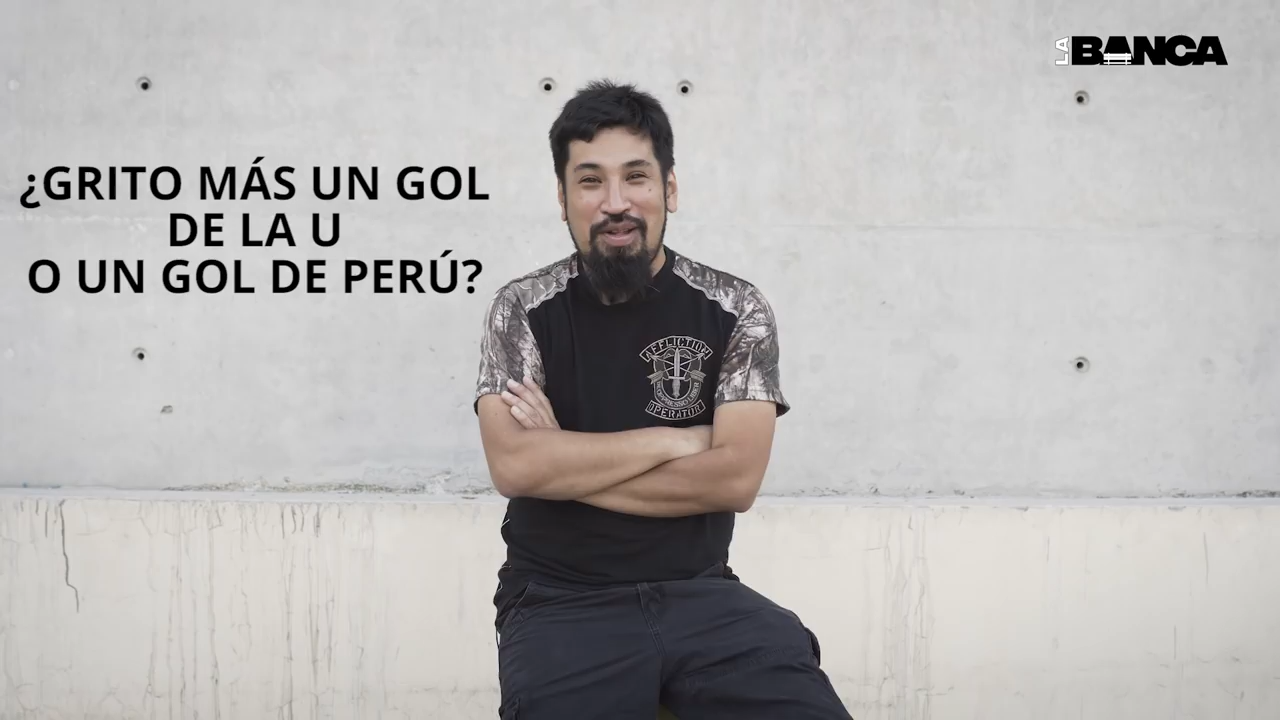 LA BANCA
¿GRITO MÁS UN GOL
DE LA U
O UN GOL DE PERÚ?
AFFLICTION
OPERATOR